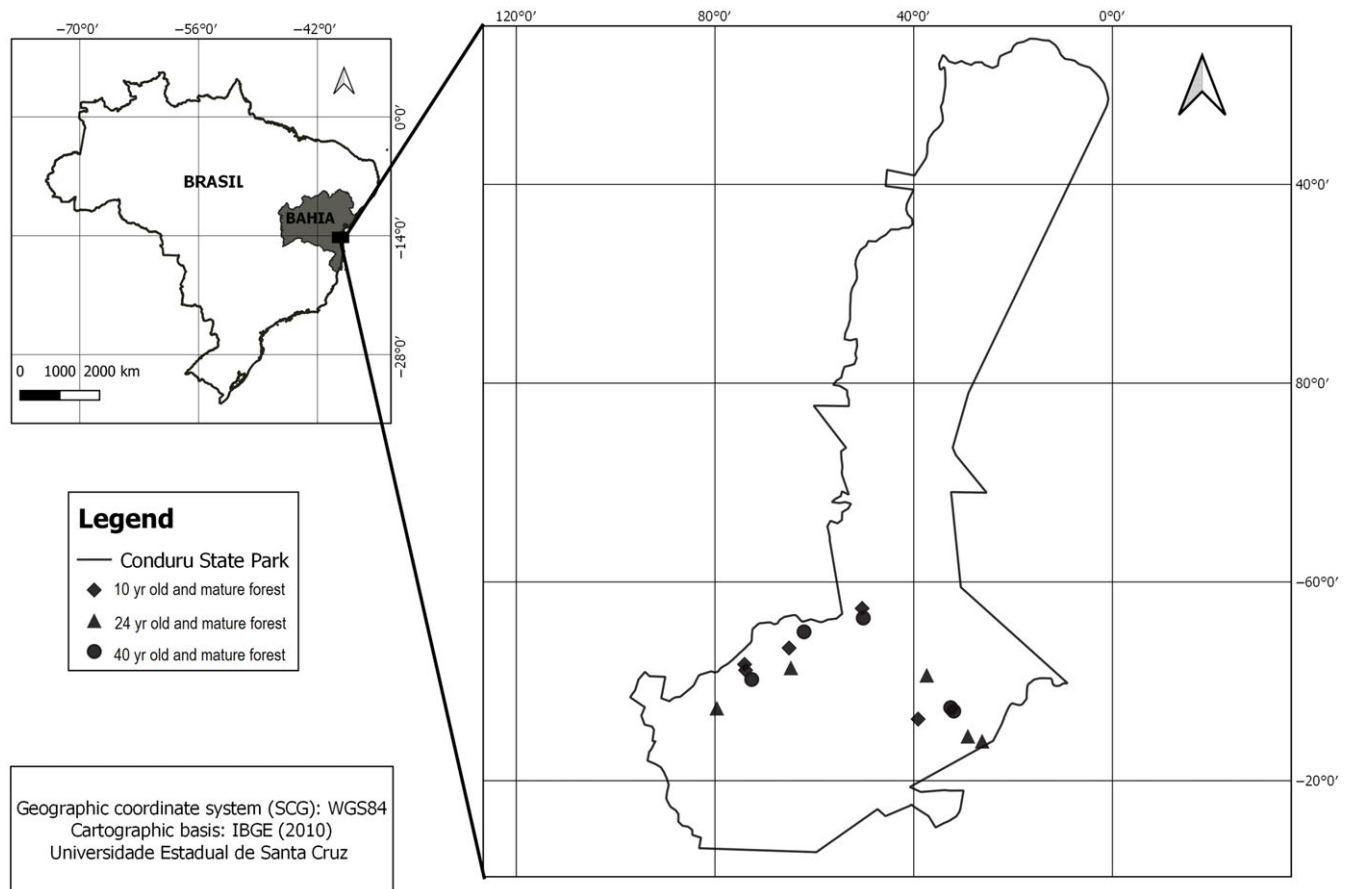 −70°0′ −56°0′ −42°0′
0°0′
BRASIL
BAHIA
−14°0′
−28°0′
0 1000 2000 km
120°0′ 80°0′ 40°0′ 0°0′
40°0′
80°0′
−60°0′
−20°0′
Legend
Conduru State Park
10 yr old and mature forest
24 yr old and mature forest
40 yr old and mature forest
Geographic coordinate system (SCG): WGS84
Cartographic basis: IBGE (2010)
Universidade Estadual de Santa Cruz